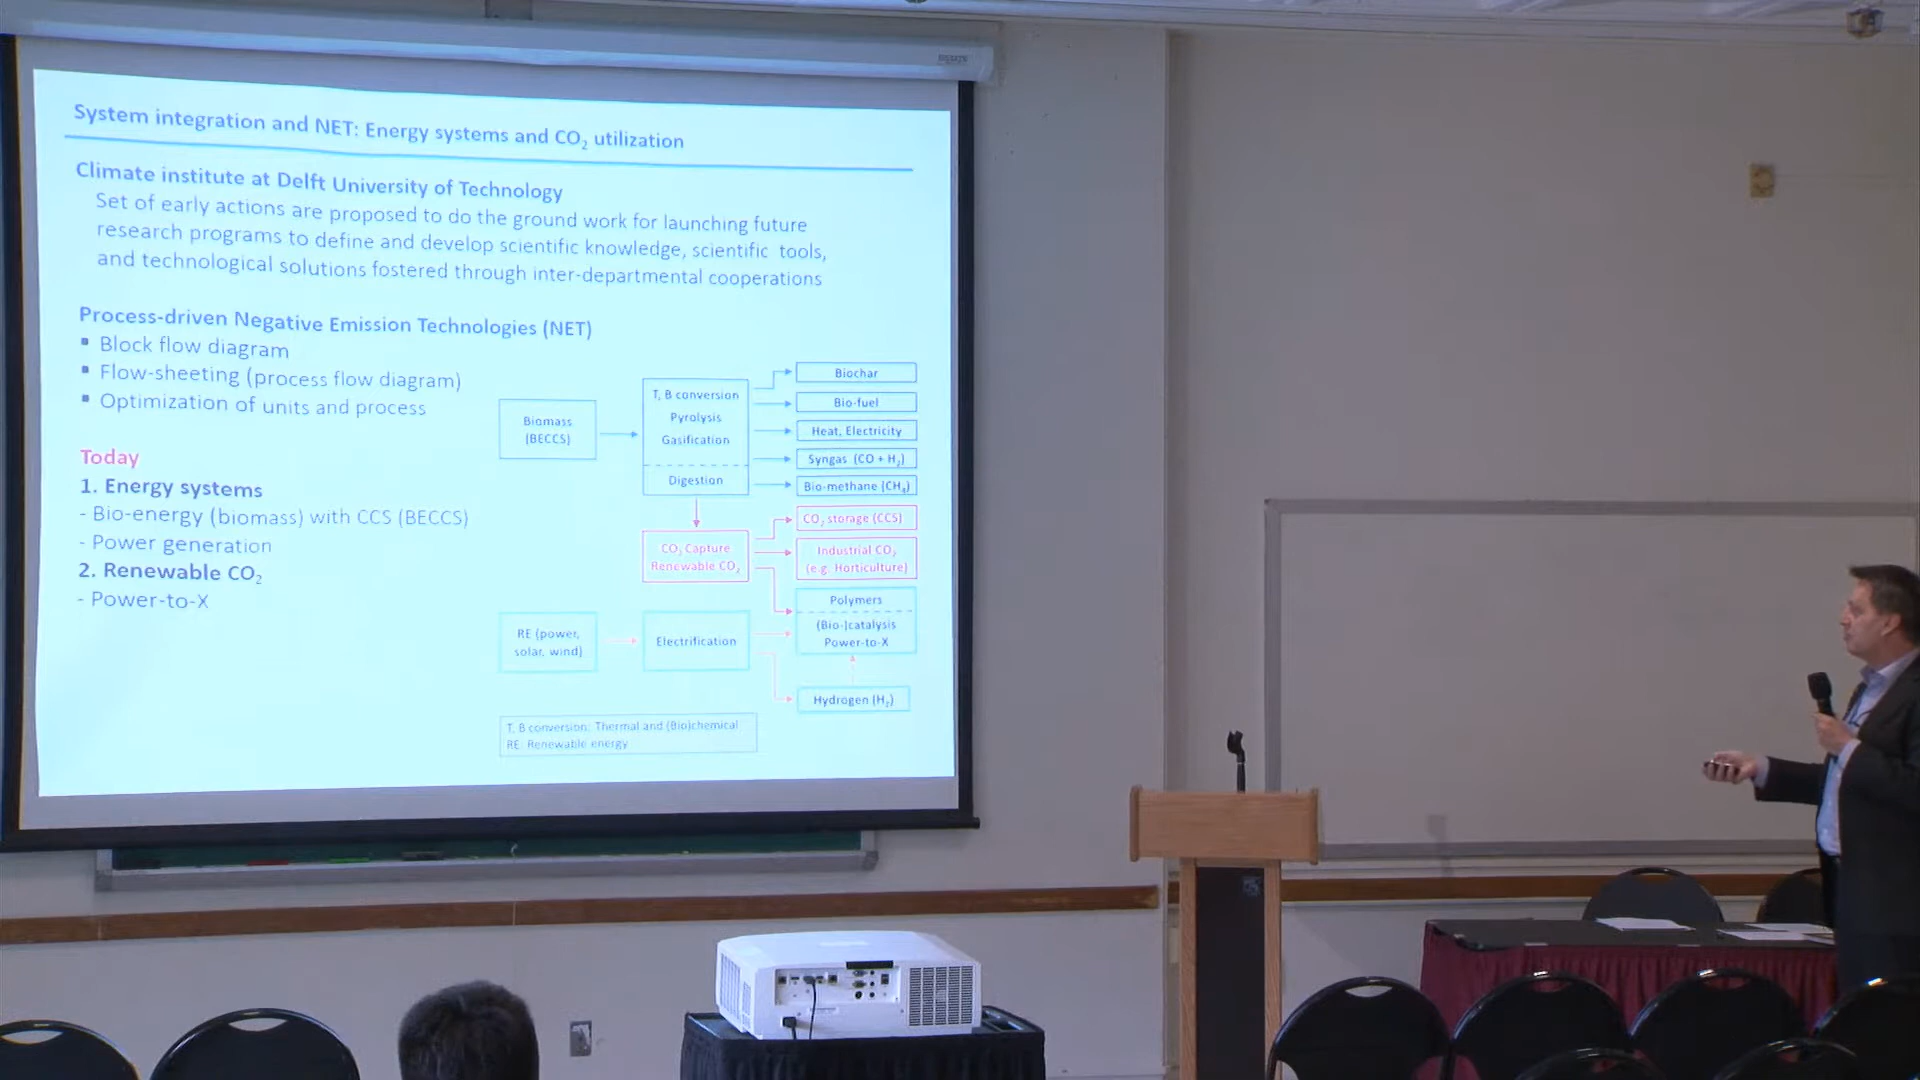 System integration and NET: Energy systems and CO₂ utilization
Climate institute at Delft University of Technology
Set of early actions are proposed to do the ground work for launching future
research programs to define and develop scientific knowledge, scientific tools,
and technological solutions fostered through inter-departmental cooperations
Process-driven Negative Emission Technologies (NET)
▪ Block flow diagram
▪ Flow-sheeting (process flow diagram)
▪ Optimization of units and process
Today
1. Energy systems
- Bio-energy (biomass) with CCS (BECCS)
- Power generation
2. Renewable CO₂
- Power-to-X
Biomass
(BECCS)
T, B conversion
Pyrolysis
Gasification
Digestion
Biochar
Bio-fuel
Heat, Electricity
Syngas (CO + H₂)
Bio-methane (CH₄)
CO₂ Capture
Renewable CO₂
CO₂ storage (CCS)
Industrial CO₂
(e.g. Horticulture)
Polymers
(Bio-)catalysis
Power-to-X
RE (power,
solar, wind)
Electrification
Hydrogen (H₂)
T, B conversion: Thermal and (Bio)chemical
RE: Renewable energy